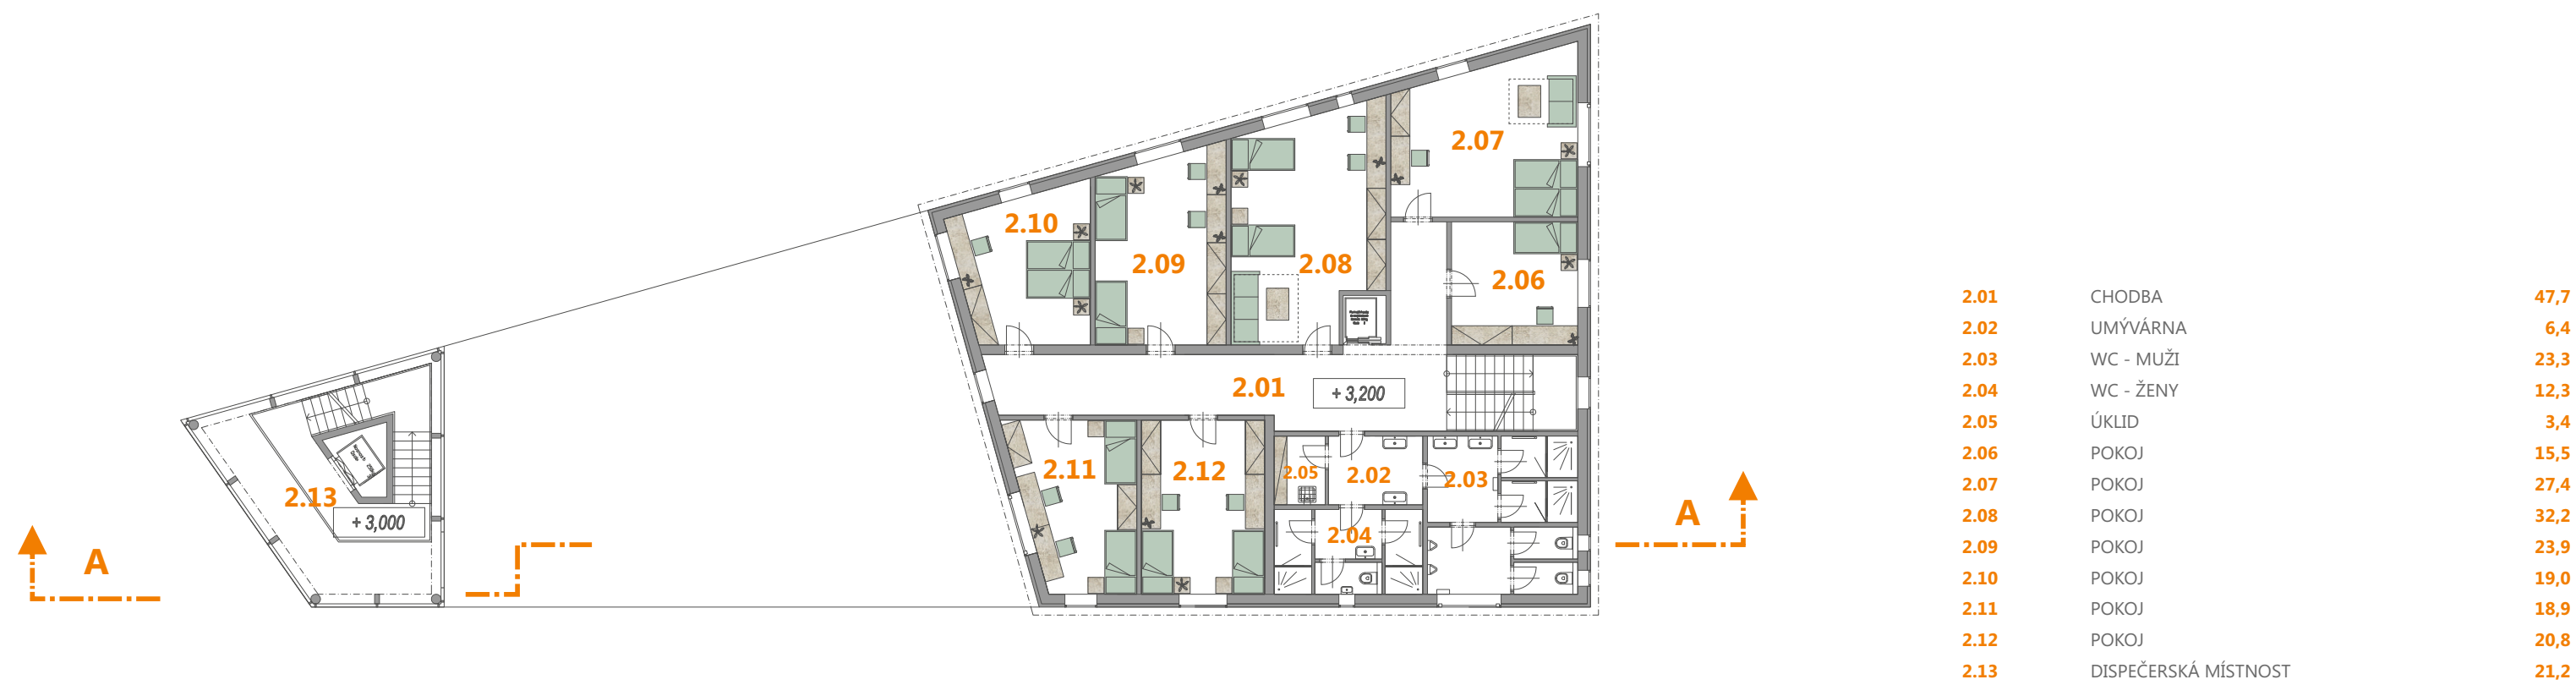 2.07
2.10
2.09
2.08
2.06
2.01
+ 3,200
2.11
2.12
2.05
2.02
2.03
2.04
2.13
+ 3,000
A
A
2.01 CHODBA 47,7
2.02 UMÝVÁRNA 6,4
2.03 WC - MUŽI 23,3
2.04 WC - ŽENY 12,3
2.05 ÚKLID 3,4
2.06 POKOJ 15,5
2.07 POKOJ 27,4
2.08 POKOJ 32,2
2.09 POKOJ 23,9
2.10 POKOJ 19,0
2.11 POKOJ 18,9
2.12 POKOJ 20,8
2.13 DISPEČERSKÁ MÍSTNOST 21,2